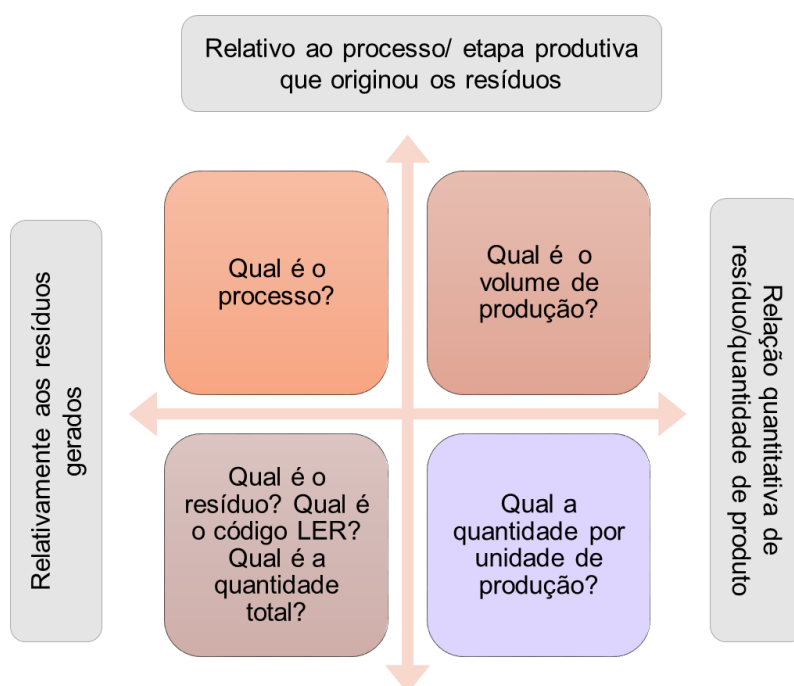 Relativo ao processo/ etapa produtiva
que originou os resíduos
Qual é o
processo?
Qual é o
volume de
produção?
Relativamente aos resíduos
gerados
Relação quantitativa de
resíduo/quantidade de produto
Qual é o
resíduo? Qual é
o código LER?
Qual é a
quantidade
total?
Qual a
quantidade por
unidade de
produção?